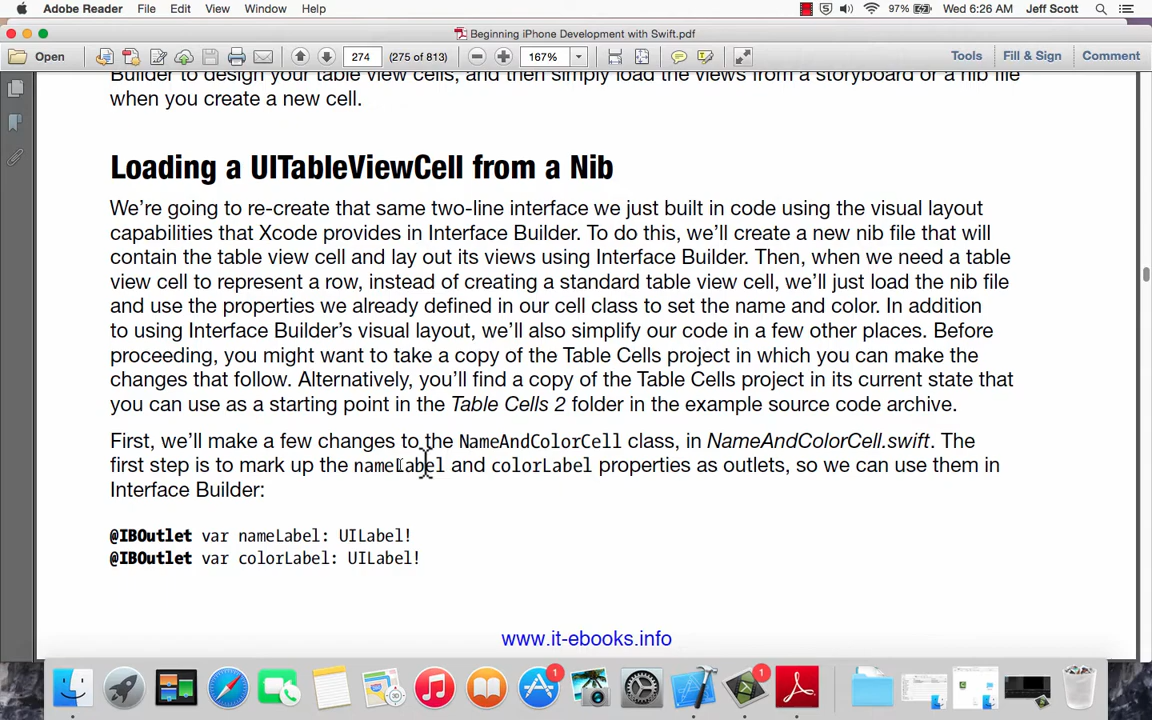 Adobe Reader File Edit View Window Help 5 97% Wed 6:26 AM Jeff Scott
Beginning iPhone Development with Swift.pdf
Open 274 (275 of 813) 167% Tools Fill & Sign Comment
Builder to design your table view cells, and then simply load the views from a storyboard or a nib file
when you create a new cell.
Loading a UITableViewCell from a Nib
We’re going to re-create that same two-line interface we just built in code using the visual layout
capabilities that Xcode provides in Interface Builder. To do this, we’ll create a new nib file that will
contain the table view cell and lay out its views using Interface Builder. Then, when we need a table
view cell to represent a row, instead of creating a standard table view cell, we’ll just load the nib file
and use the properties we already defined in our cell class to set the name and color. In addition
to using Interface Builder’s visual layout, we’ll also simplify our code in a few other places. Before
proceeding, you might want to take a copy of the Table Cells project in which you can make the
changes that follow. Alternatively, you’ll find a copy of the Table Cells project in its current state that
you can use as a starting point in the Table Cells 2 folder in the example source code archive.
First, we’ll make a few changes to the NameAndColorCell class, in NameAndColorCell.swift. The
first step is to mark up the nameLabel and colorLabel properties as outlets, so we can use them in
Interface Builder:
@IBOutlet var nameLabel: UILabel!
@IBOutlet var colorLabel: UILabel!
www.it-ebooks.info
1 1